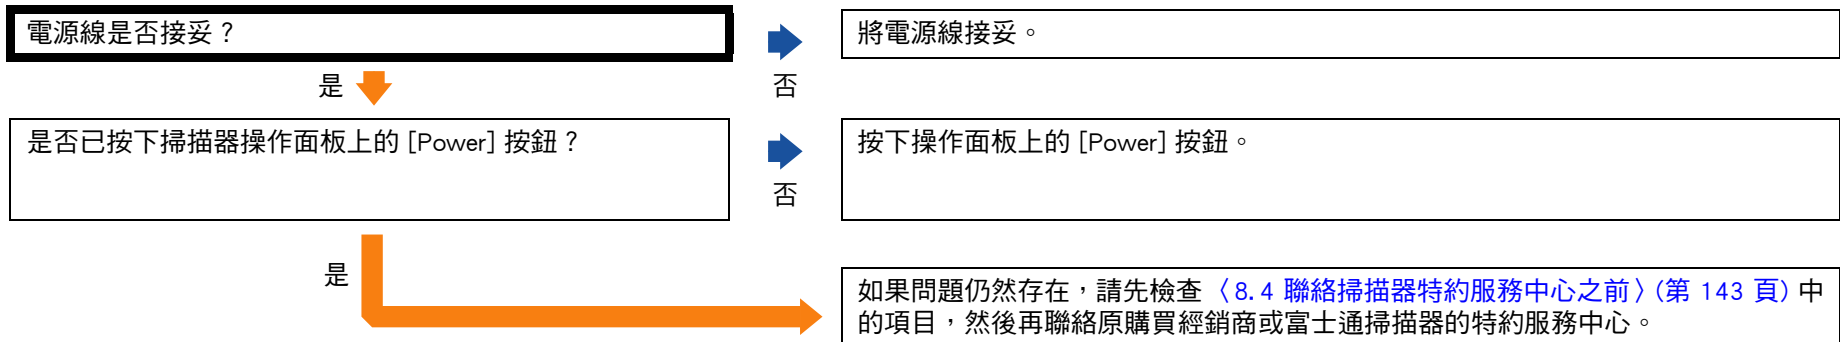 電源線是否接妥？
將電源線接妥。
是
否
是否已按下掃描器操作面板上的 [Power] 按鈕？
按下操作面板上的 [Power] 按鈕。
否
是
如果問題仍然存在，請先檢查〈8.4 聯絡掃描器特約服務中心之前〉(第 143 頁) 中
的項目，然後再聯絡原購買經銷商或富士通掃描器的特約服務中心。